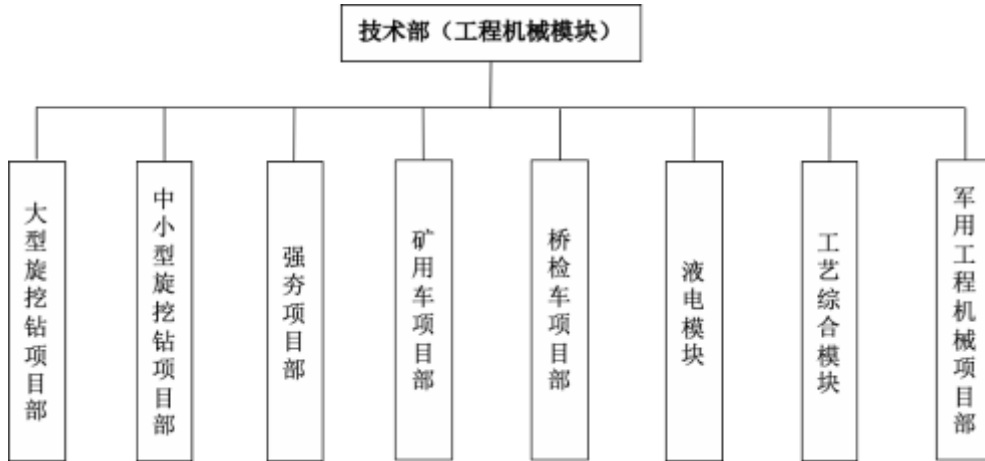 技术部（工程机械模块）
大型旋挖钻项目部
中小型旋挖钻项目部
强夯项目部
矿用车项目部
桥检车项目部
液电模块
工艺综合模块
军用工程机械项目部